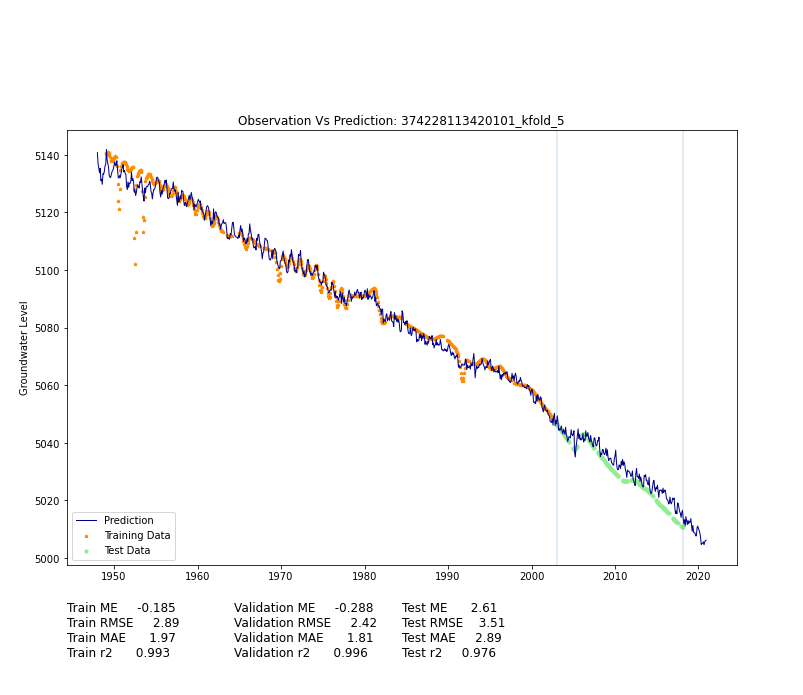 Observation Vs Prediction: 374228113420101_kfold_5
Groundwater Level
5140
5120
5100
5080
5060
5040
5020
5000
Prediction
Training Data
Test Data
1950 1960 1970 1980 1990 2000 2010 2020
Train ME -0.185 Validation ME -0.288 Test ME 2.61
Train RMSE 2.89 Validation RMSE 2.42 Test RMSE 3.51
Train MAE 1.97 Validation MAE 1.81 Test MAE 2.89
Train r2 0.993 Validation r2 0.996 Test r2 0.976